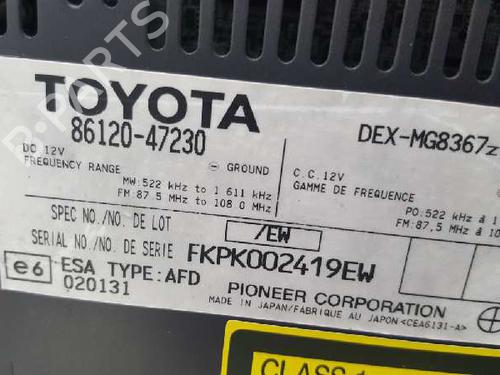 TOYOTA
86120-47230
DEX-MG8367z
DC 12V
⊖ GROUND
C.C. 12V
FREQUENCY RANGE
GAMME DE FREQUENCE
MW: 522 kHz to 1 611 kHz
PO: 522 kHz à 1
FM: 87.5 MHz to 108.0 MHz
FM: 87.5 MHz à 10
SPEC NO./NO. DE LOT
/EW
SERIAL NO./NO. DE SERIE
FKPK002419EW
e6
ESA TYPE: AFD
020131
PIONEER CORPORATION
MADE IN JAPAN/FABRIQUE AU JAPON <CEA6131-A>
CLASS 1
B-PARTS